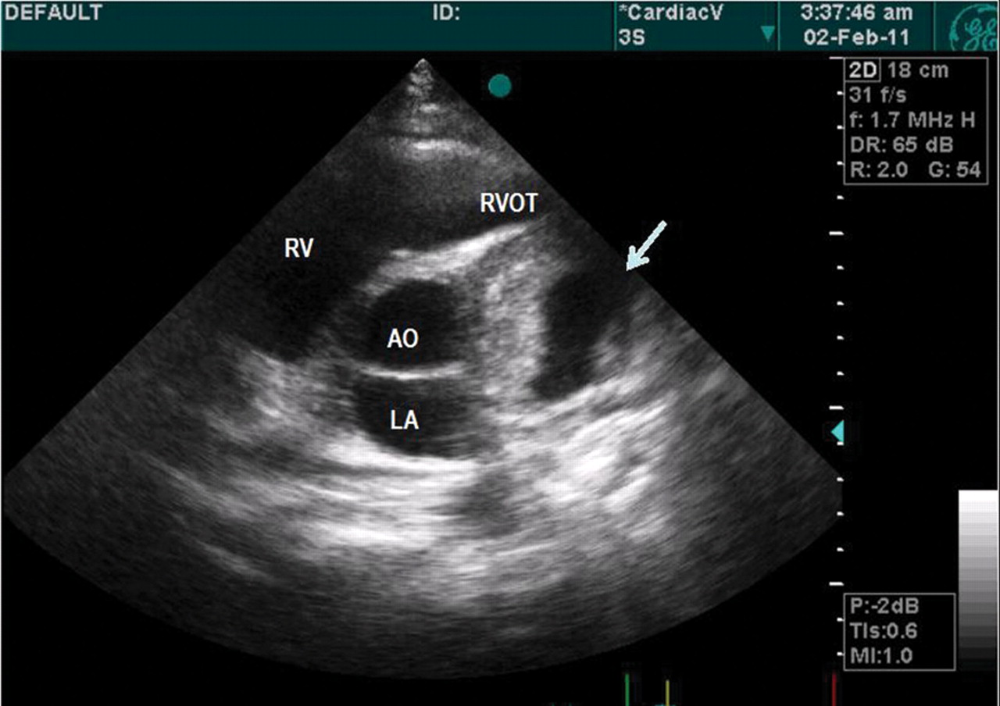 DEFAULT
ID:
*CardiacV
3S
3:37:46 am
02-Feb-11
2D 18 cm
31 f/s
f: 1.7 MHz H
DR: 65 dB
R: 2.0 G: 54
RVOT
RV
AO
LA
P:-2dB
TIs:0.6
MI:1.0